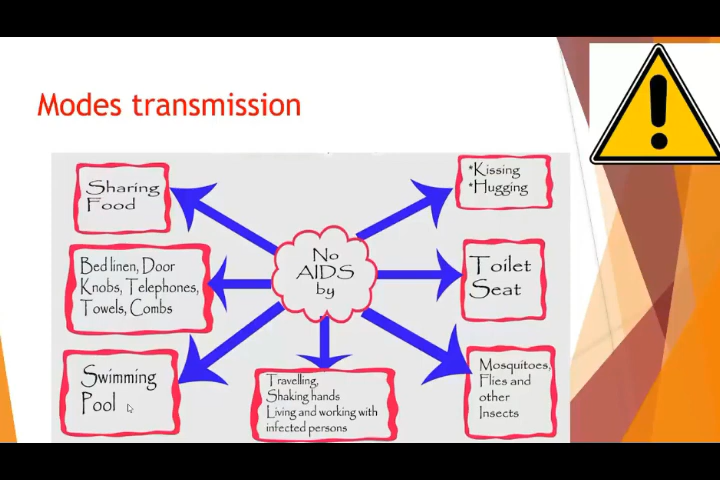 Modes transmission
Sharing
Food
*Kissing
*Hugging
No
AIDS
by
Bed linen, Door
Knobs, Telephones,
Towels, Combs
Toilet
Seat
Swimming
Pool
Travelling,
Shaking hands
Living and working with
infected persons
Mosquitoes,
Flies and
other
Insects